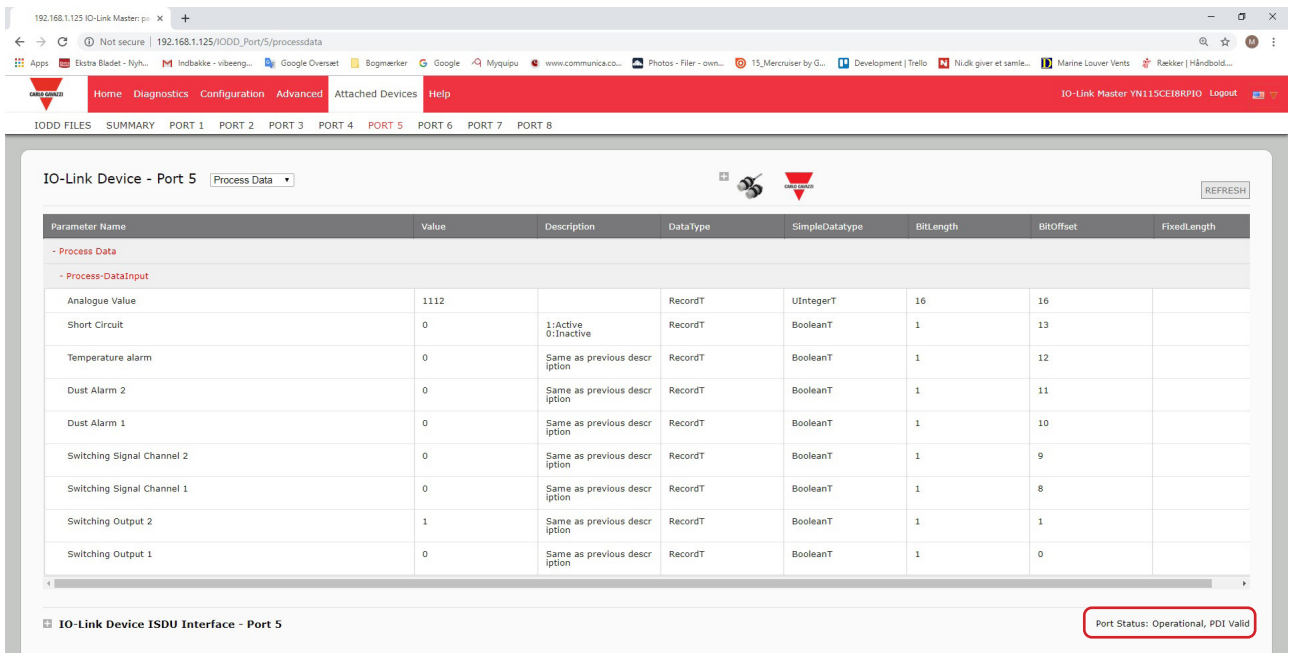 192.168.1.125 IO-Link Master: po
Not secure | 192.168.1.125/IODD_Port/5/processdata
M
Apps Ekstra Bladet - Nyh... Indbakke - vibeeng... Google Oversæt Bogmærker Google Myquipu www.communica.co... Photos - Filer - own... 15_Mercruiser by G... Development | Trello Ni.dk giver et samle... Marine Louver Vents Rækker | Håndbold....
CARLO GAVAZZI Home Diagnostics Configuration Advanced Attached Devices Help IO-Link Master YN115CEI8RPIO Logout
IODD FILES SUMMARY PORT 1 PORT 2 PORT 3 PORT 4 PORT 5 PORT 6 PORT 7 PORT 8
IO-Link Device - Port 5 Process Data CARLO GAVAZZI
REFRESH
Parameter Name Value Description DataType SimpleDatatype BitLength BitOffset FixedLength
- Process Data
- Process-DataInput
Analogue Value 1112 RecordT UIntegerT 16 16
Short Circuit 0 1:Active RecordT BooleanT 1 13
0:Inactive
Temperature alarm 0 Same as previous descr RecordT BooleanT 1 12
iption
Dust Alarm 2 0 Same as previous descr RecordT BooleanT 1 11
iption
Dust Alarm 1 0 Same as previous descr RecordT BooleanT 1 10
iption
Switching Signal Channel 2 0 Same as previous descr RecordT BooleanT 1 9
iption
Switching Signal Channel 1 0 Same as previous descr RecordT BooleanT 1 8
iption
Switching Output 2 1 Same as previous descr RecordT BooleanT 1 1
iption
Switching Output 1 0 Same as previous descr RecordT BooleanT 1 0
iption
IO-Link Device ISDU Interface - Port 5 Port Status: Operational, PDI Valid